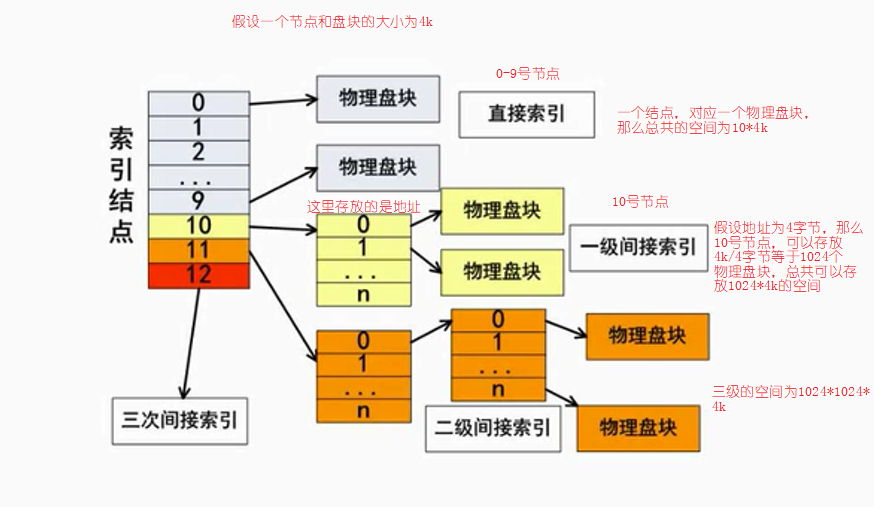 假设一个节点和盘块的大小为4k
0-9号节点
物理盘块
直接索引
一个结点，对应一个物理盘块，
那么总共的空间为10*4k
索引结点
0
1
2
...
9
10
11
12
物理盘块
这里存放的是地址
0
1
...
n
物理盘块
物理盘块
10号节点
一级间接索引
假设地址为4字节，那么
10号节点，可以存放
4k/4字节等于1024个
物理盘块，总共可以存
放1024*4k的空间
0
1
...
n
0
1
...
n
物理盘块
物理盘块
三级的空间为1024*1024*
4k
三次间接索引
二级间接索引